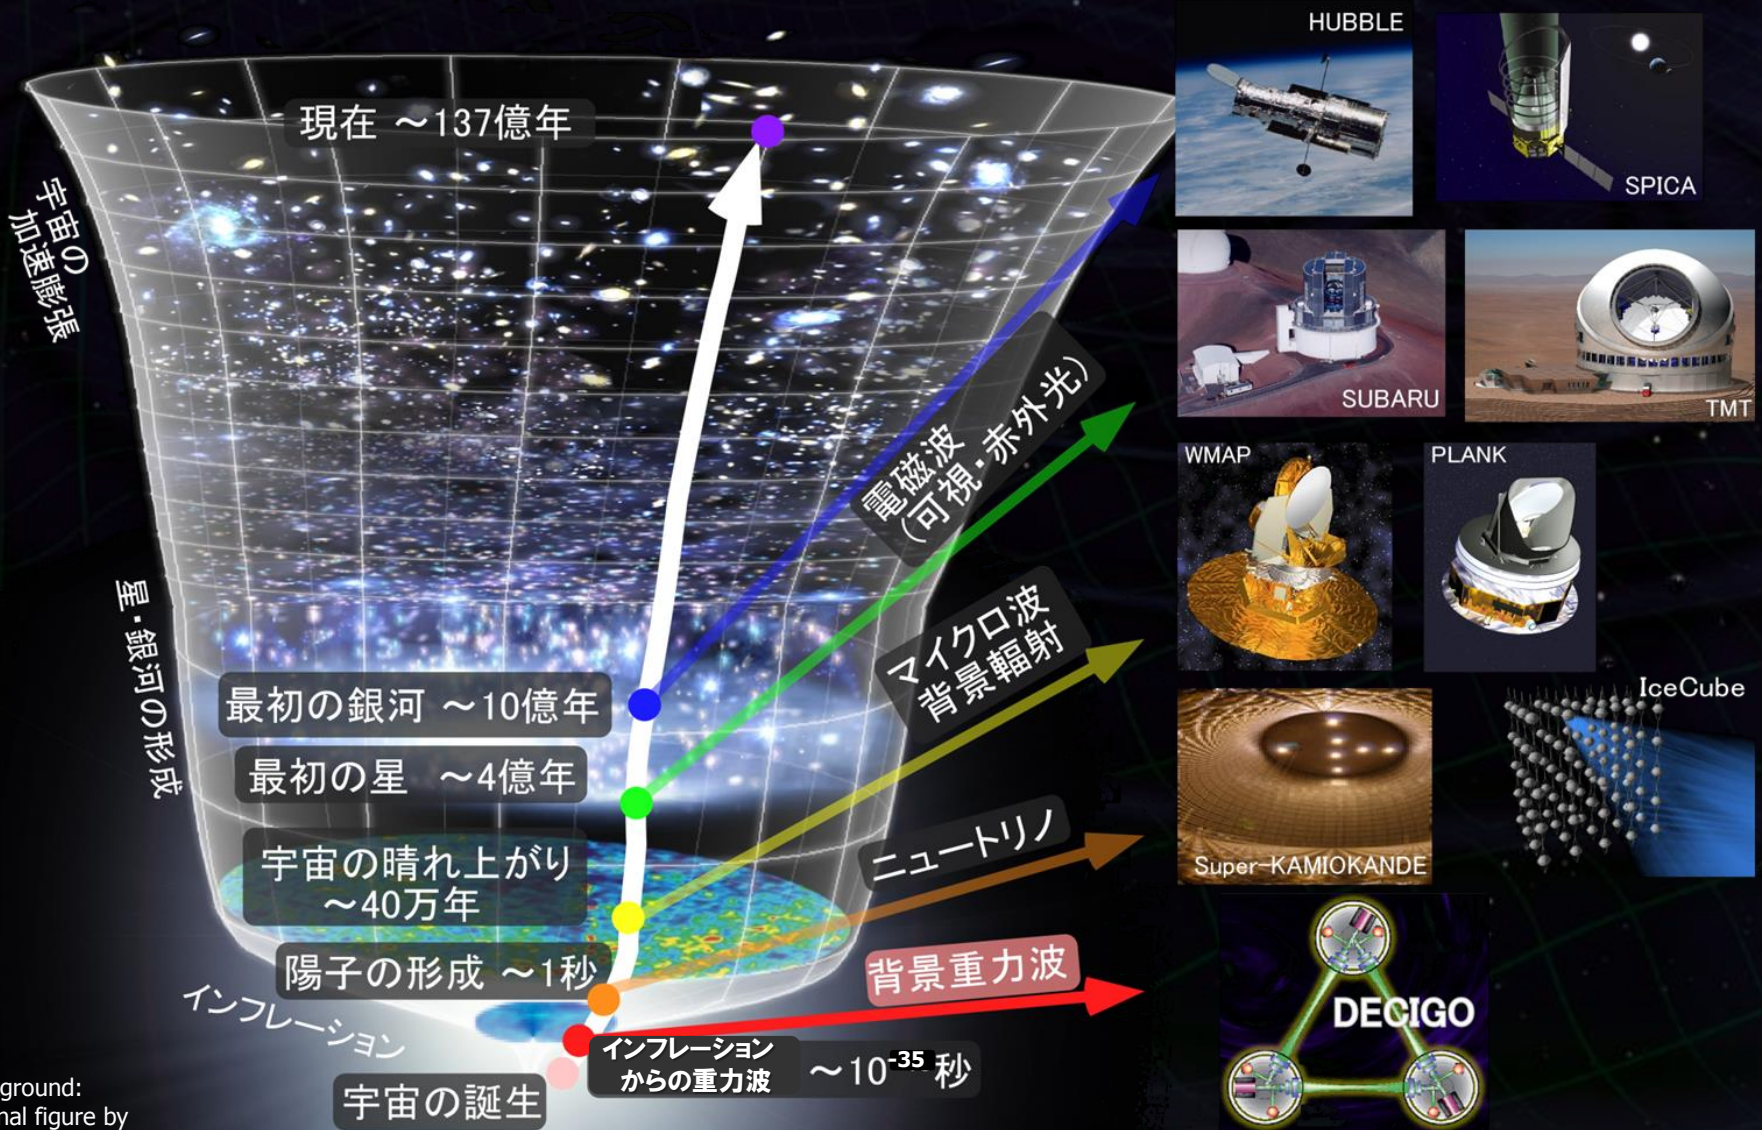 HUBBLE
SPICA
現在 ～137億年
宇宙の
加速膨張
SUBARU
TMT
電磁波
(可視・赤外光)
WMAP
PLANK
マイクロ波
背景輻射
星・銀河の形成
最初の銀河 ～10億年
IceCube
最初の星 ～4億年
宇宙の晴れ上がり
～40万年
ニュートリノ
Super-KAMIOKANDE
陽子の形成 ～1秒
背景重力波
インフレーション
DECIGO
インフレーション
からの重力波
～10-35 秒
宇宙の誕生
ground:
nal figure by